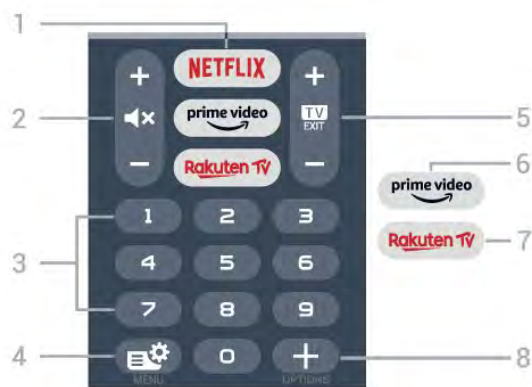 1
NETFLIX
2
prime video
TV
EXIT
5
Rakuten TV
6
prime video
1 2 3
7
Rakuten TV
3
4 5 6
7 8 9
4
0
8
MENU
OPTIONS